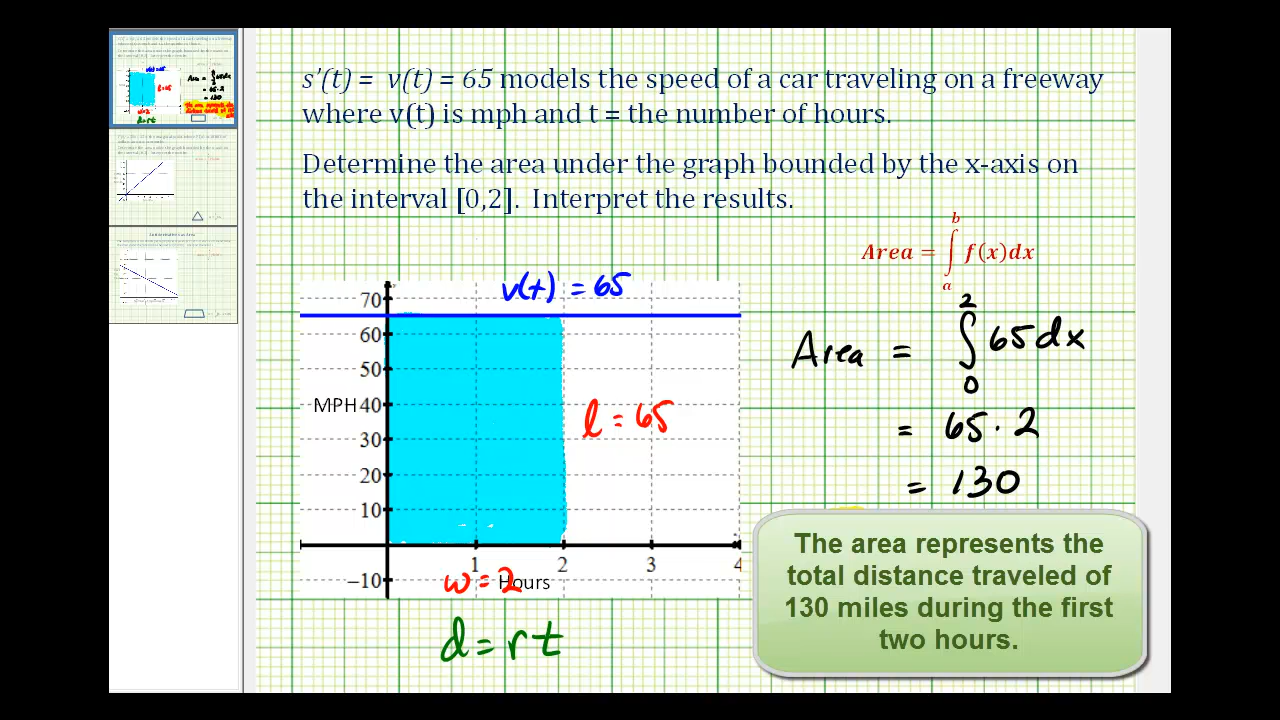 s′(t) = v(t) = 65 models the speed of a car traveling on a freeway
where v(t) is mph and t = the number of hours.
Determine the area under the graph bounded by the x-axis on
the interval [0,2]. Interpret the results.
b
Area = ∫ f(x)dx
a
v(t) = 65
70
60
50
MPH 40
30
20
10
−10
1 2 3 4
Hours
l = 65
w = 2
d = rt
2
Area = ∫ 65 dx
0
= 65 · 2
= 130
The area represents the
total distance traveled of
130 miles during the first
two hours.